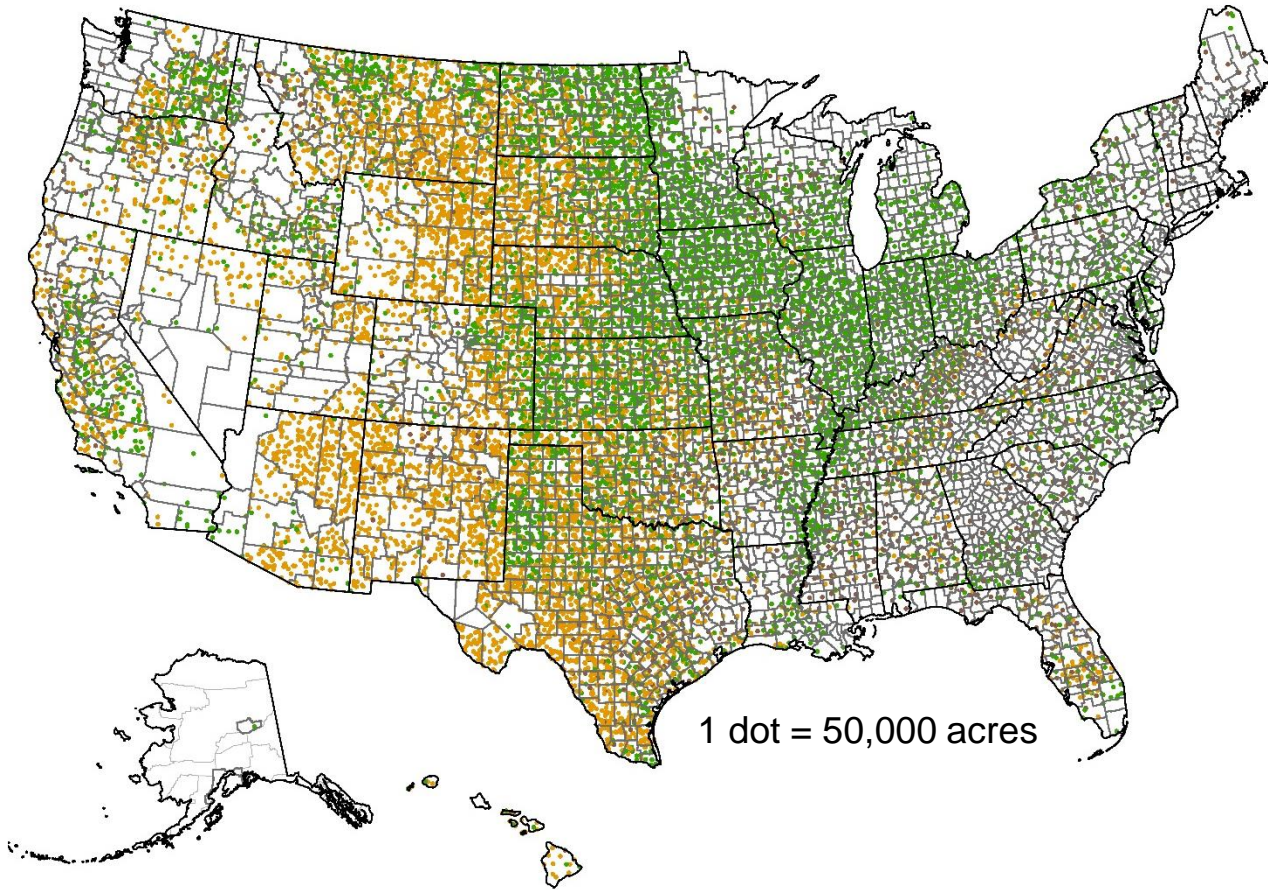 1 dot = 50,000 acres